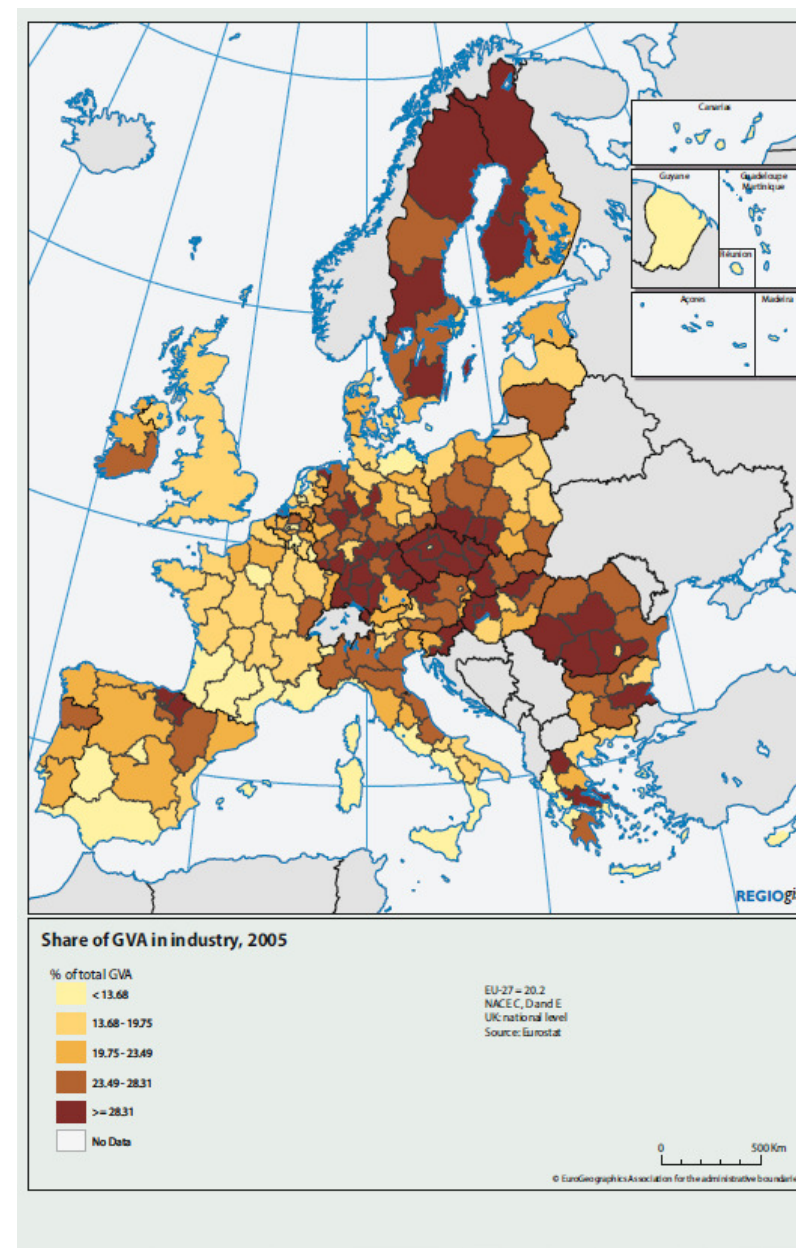 Canarias
Guyane
Guadeloupe
Martinique
Réunion
Açores
Madeira
REGIOgi
Share of GVA in industry, 2005
% of total GVA
< 13.68
13.68 - 19.75
19.75 - 23.49
23.49 - 28.31
>= 28.31
No Data
EU-27 = 20.2
NACE C, D and E
UK: national level
Source: Eurostat
0 500 Km
© EuroGeographics Association for the administrative boundarie